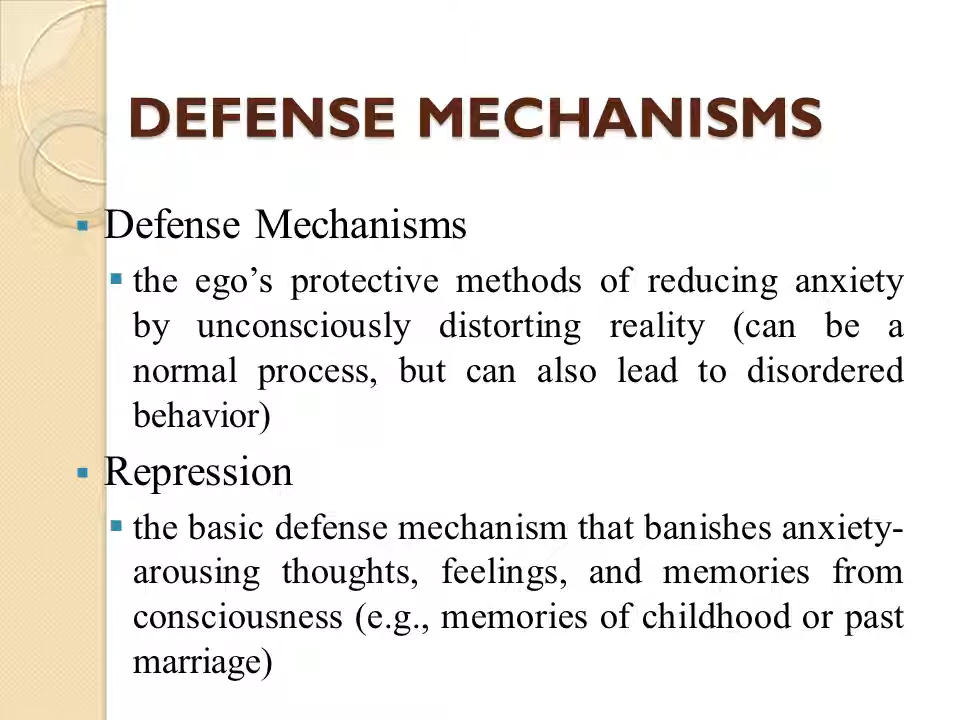 DEFENSE MECHANISMS
Defense Mechanisms
the ego’s protective methods of reducing anxiety
by unconsciously distorting reality (can be a
normal process, but can also lead to disordered
behavior)
Repression
the basic defense mechanism that banishes anxiety-
arousing thoughts, feelings, and memories from
consciousness (e.g., memories of childhood or past
marriage)